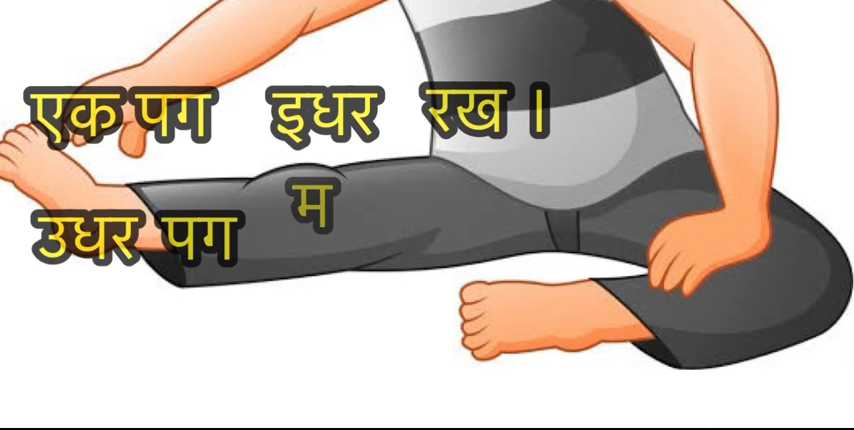 एक पग इधर रख ।
उधर पग म